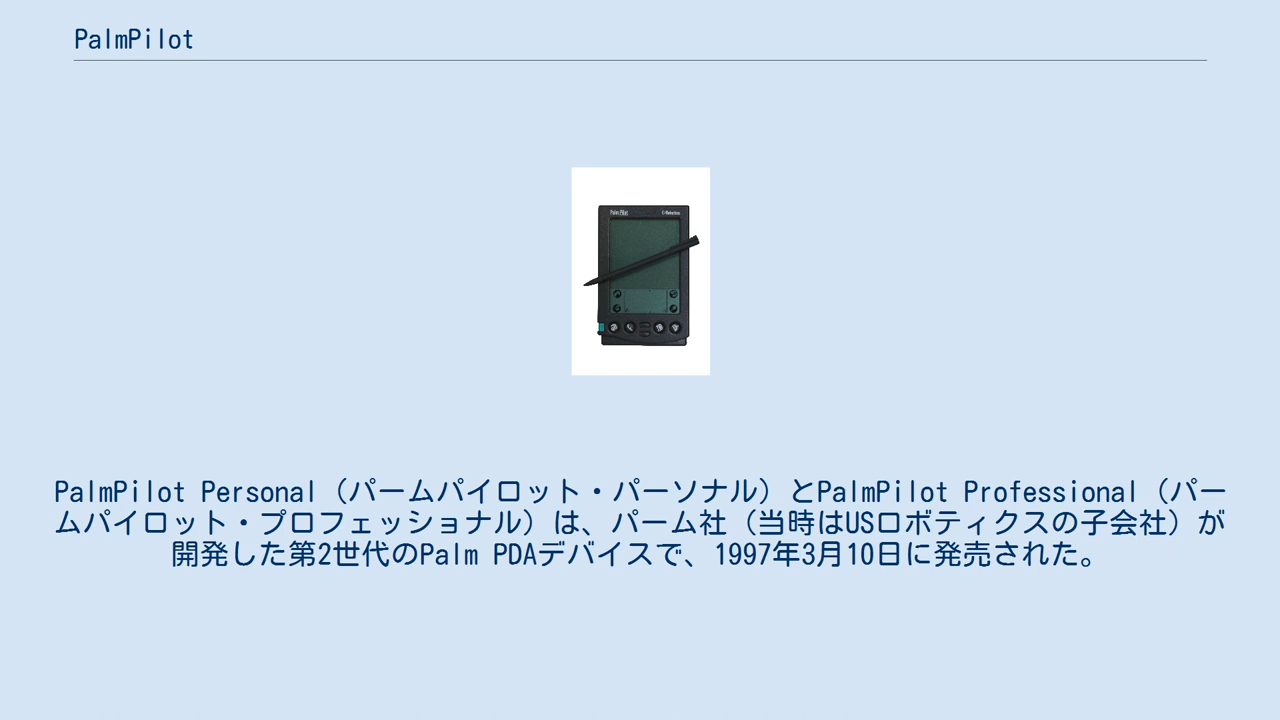 PalmPilot
Palm Pilot
U.S.Robotics
PalmPilot Personal（パームパイロット・パーソナル）とPalmPilot Professional（パー
ムパイロット・プロフェッショナル）は、パーム社（当時はUSロボティクスの子会社）が
開発した第2世代のPalm PDAデバイスで、1997年3月10日に発売された。